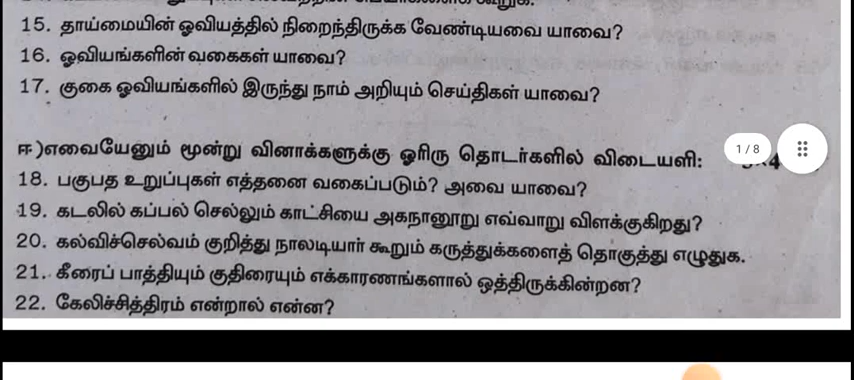 15. தாய்மையின் ஓவியத்தில் நிறைந்திருக்க வேண்டியவை யாவை?
16. ஓவியங்களின் வகைகள் யாவை?
17. குகை ஓவியங்களில் இருந்து நாம் அறியும் செய்திகள் யாவை?
ஈ)எவையேனும் மூன்று வினாக்களுக்கு ஓரிரு தொடர்களில் விடையளி:
1/8
18. பகுபத உறுப்புகள் எத்தனை வகைப்படும்? அவை யாவை?
19. கடலில் கப்பல் செல்லும் காட்சியை அகநானூறு எவ்வாறு விளக்குகிறது?
20. கல்விச்செல்வம் குறித்து நாலடியார் கூறும் கருத்துக்களைத் தொகுத்து எழுதுக.
21. கீரைப் பாத்தியும் குதிரையும் எக்காரணங்களால் ஒத்திருக்கின்றன?
22. கேலிச்சித்திரம் என்றால் என்ன?